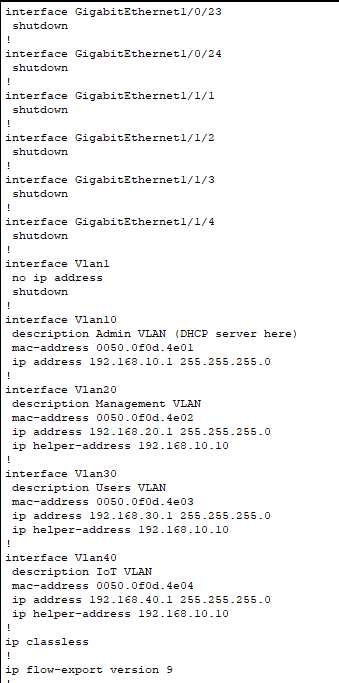 interface GigabitEthernet1/0/23
 shutdown
!
interface GigabitEthernet1/0/24
 shutdown
!
interface GigabitEthernet1/1/1
 shutdown
!
interface GigabitEthernet1/1/2
 shutdown
!
interface GigabitEthernet1/1/3
 shutdown
!
interface GigabitEthernet1/1/4
 shutdown
!
interface Vlan1
 no ip address
 shutdown
!
interface Vlan10
 description Admin VLAN (DHCP server here)
 mac-address 0050.0f0d.4e01
 ip address 192.168.10.1 255.255.255.0
!
interface Vlan20
 description Management VLAN
 mac-address 0050.0f0d.4e02
 ip address 192.168.20.1 255.255.255.0
 ip helper-address 192.168.10.10
!
interface Vlan30
 description Users VLAN
 mac-address 0050.0f0d.4e03
 ip address 192.168.30.1 255.255.255.0
 ip helper-address 192.168.10.10
!
interface Vlan40
 description IoT VLAN
 mac-address 0050.0f0d.4e04
 ip address 192.168.40.1 255.255.255.0
 ip helper-address 192.168.10.10
!
ip classless
!
ip flow-export version 9
!